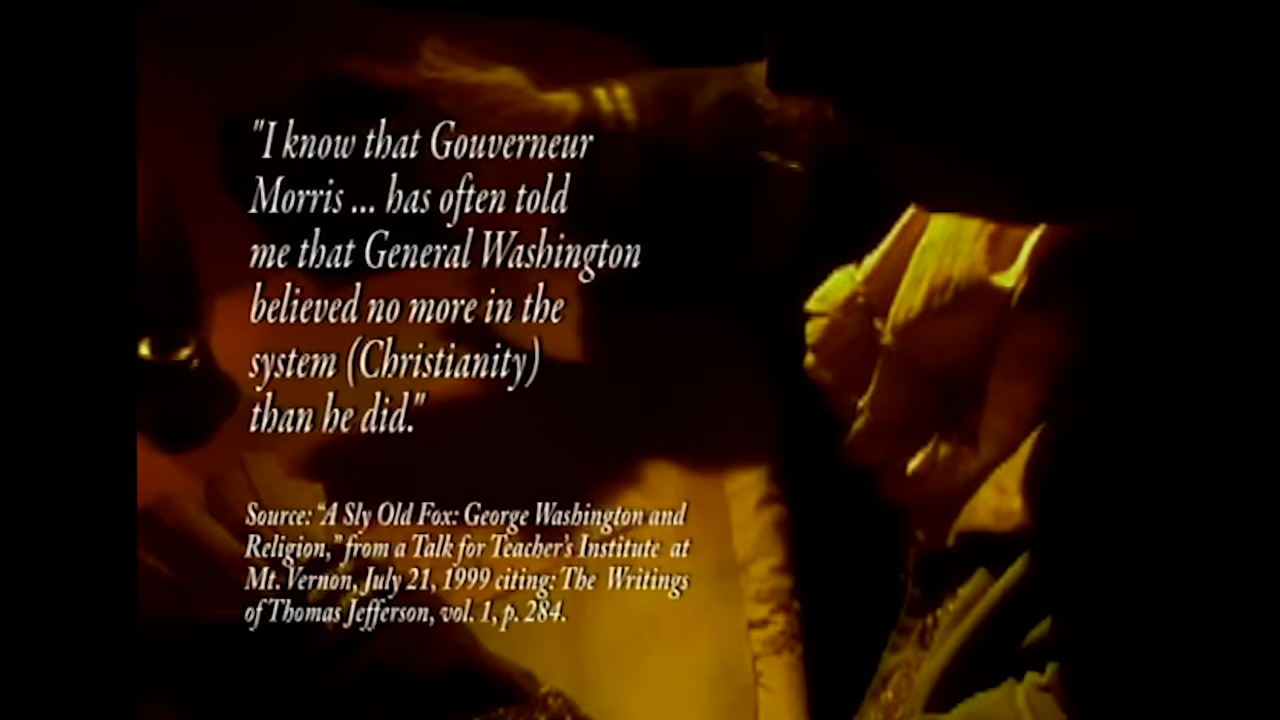 "I know that Gouverneur
Morris ... has often told
me that General Washington
believed no more in the
system (Christianity)
than he did."
Source: "A Sly Old Fox: George Washington and
Religion," from a Talk for Teacher's Institute at
Mt. Vernon, July 21, 1999 citing: The Writings
of Thomas Jefferson, vol. 1, p. 284.